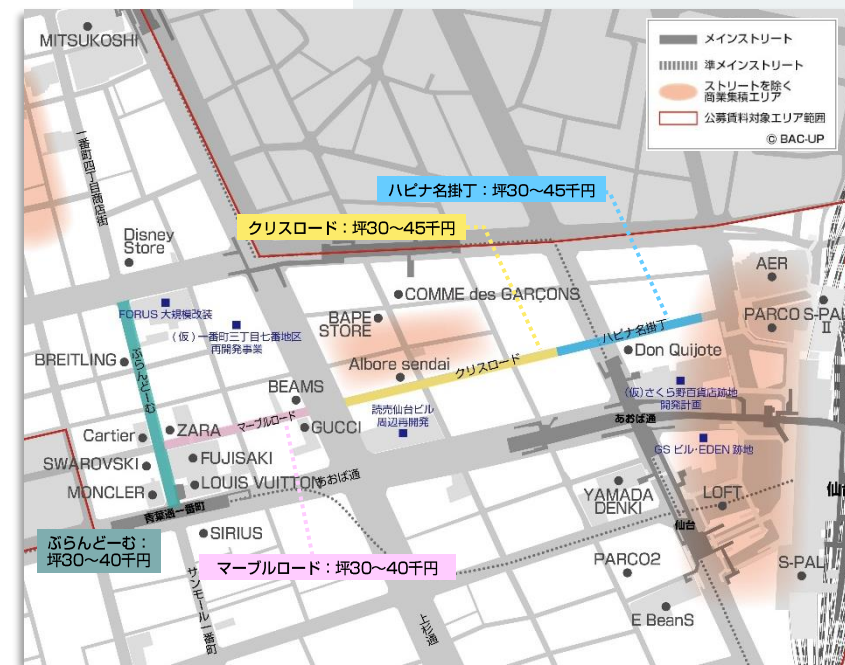 MITSUKOSHI
メインストリート
準メインストリート
ストリートを除く
商業集積エリア
公募賃料対象エリア範囲
© BAC-UP
一番町四丁目商店街
ハピナ名掛丁：坪30～45千円
クリスロード：坪30～45千円
Disney
Store
AER
COMME des GARÇONS
FORUS 大規模改装
BAPE
STORE
PARCO
S-PAL
II
(仮)一番町三丁目七番地区
再開発事業
ハピナ名掛丁
BREITLING
ぶらんどーむ
Don Quijote
Albore sendai
クリスロード
(仮)さくら野百貨店跡地
開発計画
BEAMS
読売仙台ビル
周辺再開発
あおば通
マーブルロード
ZARA
GUCCI
Cartier
GSビル・EDEN 跡地
SWAROVSKI
FUJISAKI
MONCLER
LOUIS VUITTON
あおば通
青葉通一番町
YAMADA
DENKI
LOFT
仙台
SIRIUS
仙台
ぶらんどーむ：
坪30～40千円
マーブルロード：坪30～40千円
PARCO2
S-PAL
サンモール一番町
上杉通
E BeanS